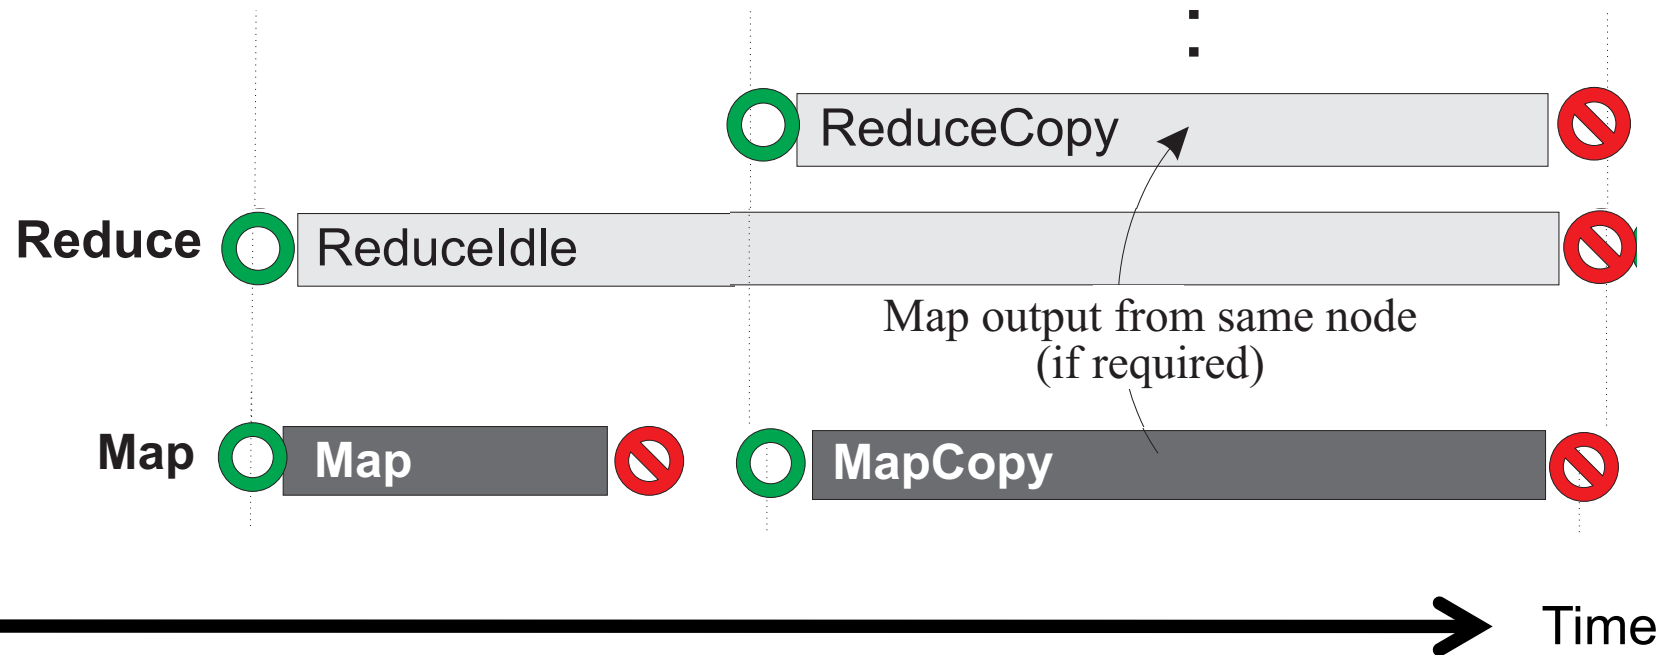 ReduceCopy
Reduce
ReduceIdle
Map output from same node
(if required)
Map
Map
MapCopy
Time